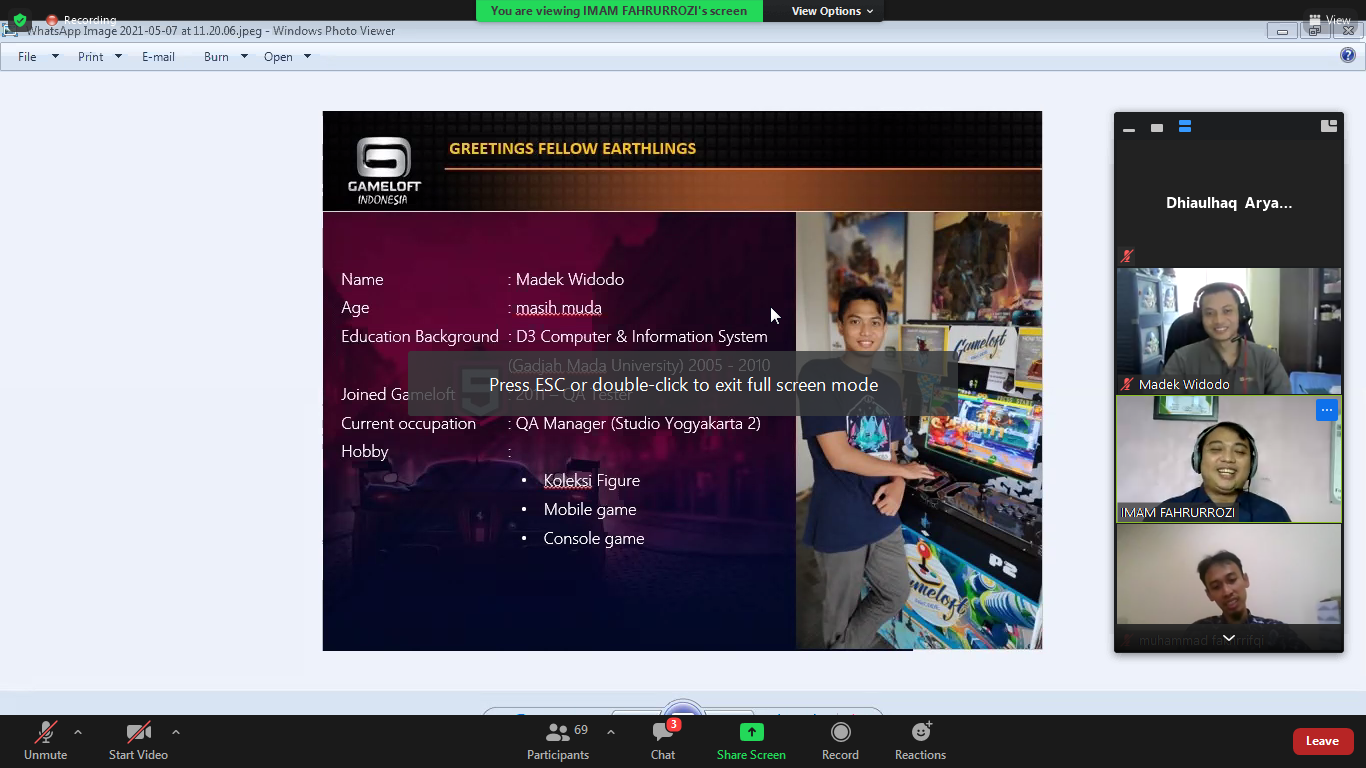 Recording
You are viewing IMAM FAHRURROZI's screen
View Options
View
WhatsApp Image 2021-05-07 at 11.20.06.jpeg - Windows Photo Viewer
File
Print
E-mail
Burn
Open
GAMELOFT
INDONESIA
GREETINGS FELLOW EARTHLINGS
Name : Madek Widodo
Age : masih muda
Education Background : D3 Computer & Information System
(Gadjah Mada University) 2005 - 2010
Joined Gameloft : 2011 – QA Tester
Current occupation : QA Manager (Studio Yogyakarta 2)
Hobby :
• Koleksi Figure
• Mobile game
• Console game
Press ESC or double-click to exit full screen mode
Gameloft
P2
Gameloft
Dhiaulhaq Arya...
Madek Widodo
IMAM FAHRURROZI
muhammad fakhrrifqi
Unmute
Start Video
Participants
69
Chat
3
Share Screen
Record
Reactions
Leave